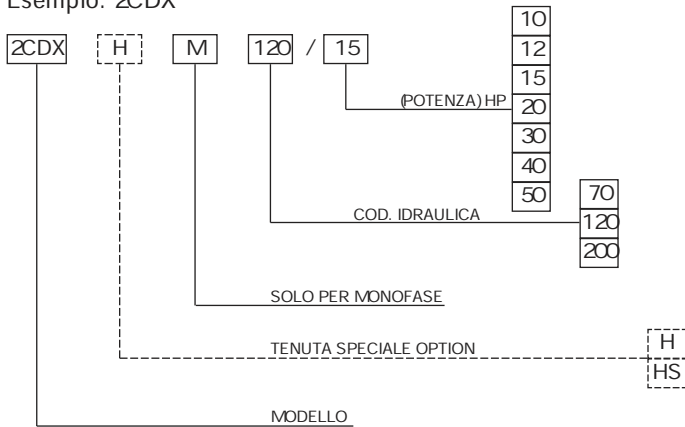 Esempio: 2CDX
2CDX H M 120 / 15
10
12
15
(POTENZA) HP 20
30
40
50
70
COD. IDRAULICA 120
200
SOLO PER MONOFASE
TENUTA SPECIALE OPTION H
HS
MODELLO